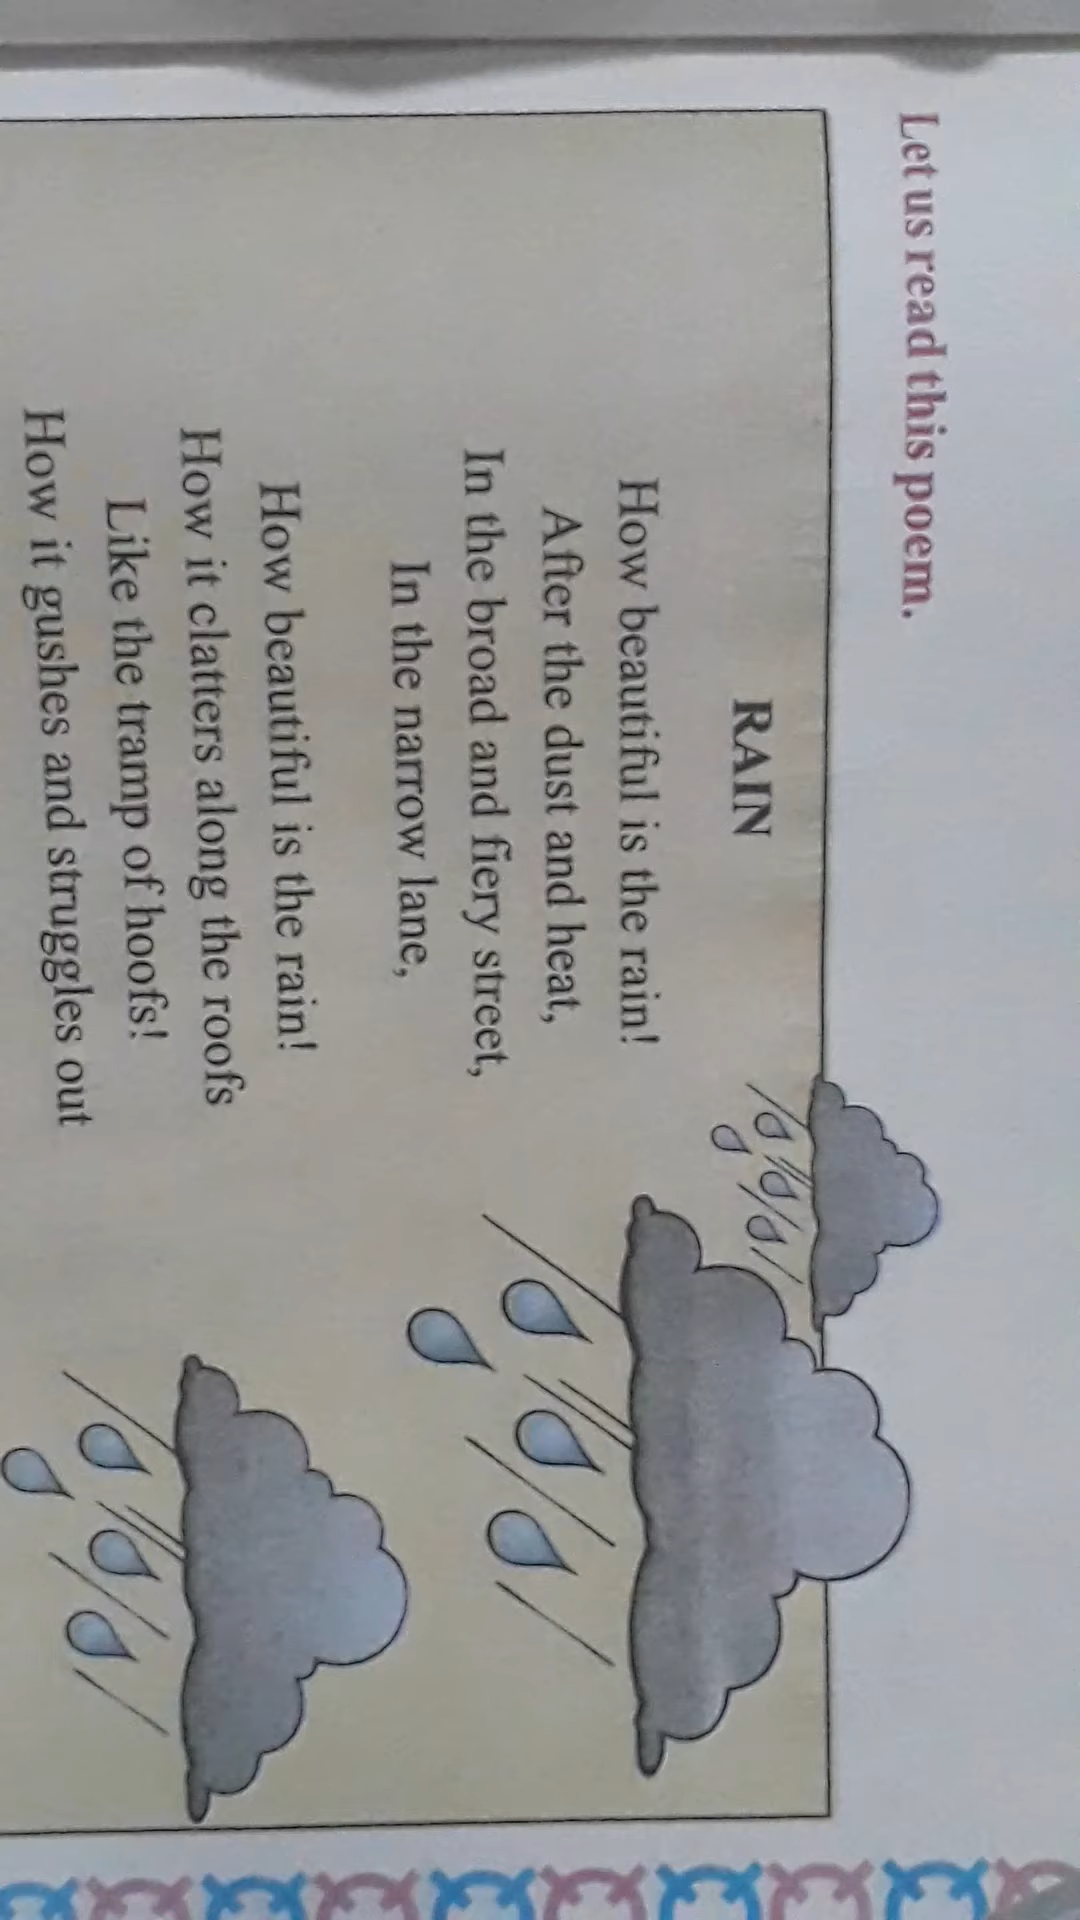 Let us read this poem.
RAIN
How beautiful is the rain!
After the dust and heat,
In the broad and fiery street,
In the narrow lane,
How beautiful is the rain!
How it clatters along the roofs
Like the tramp of hoofs!
How it gushes and struggles out